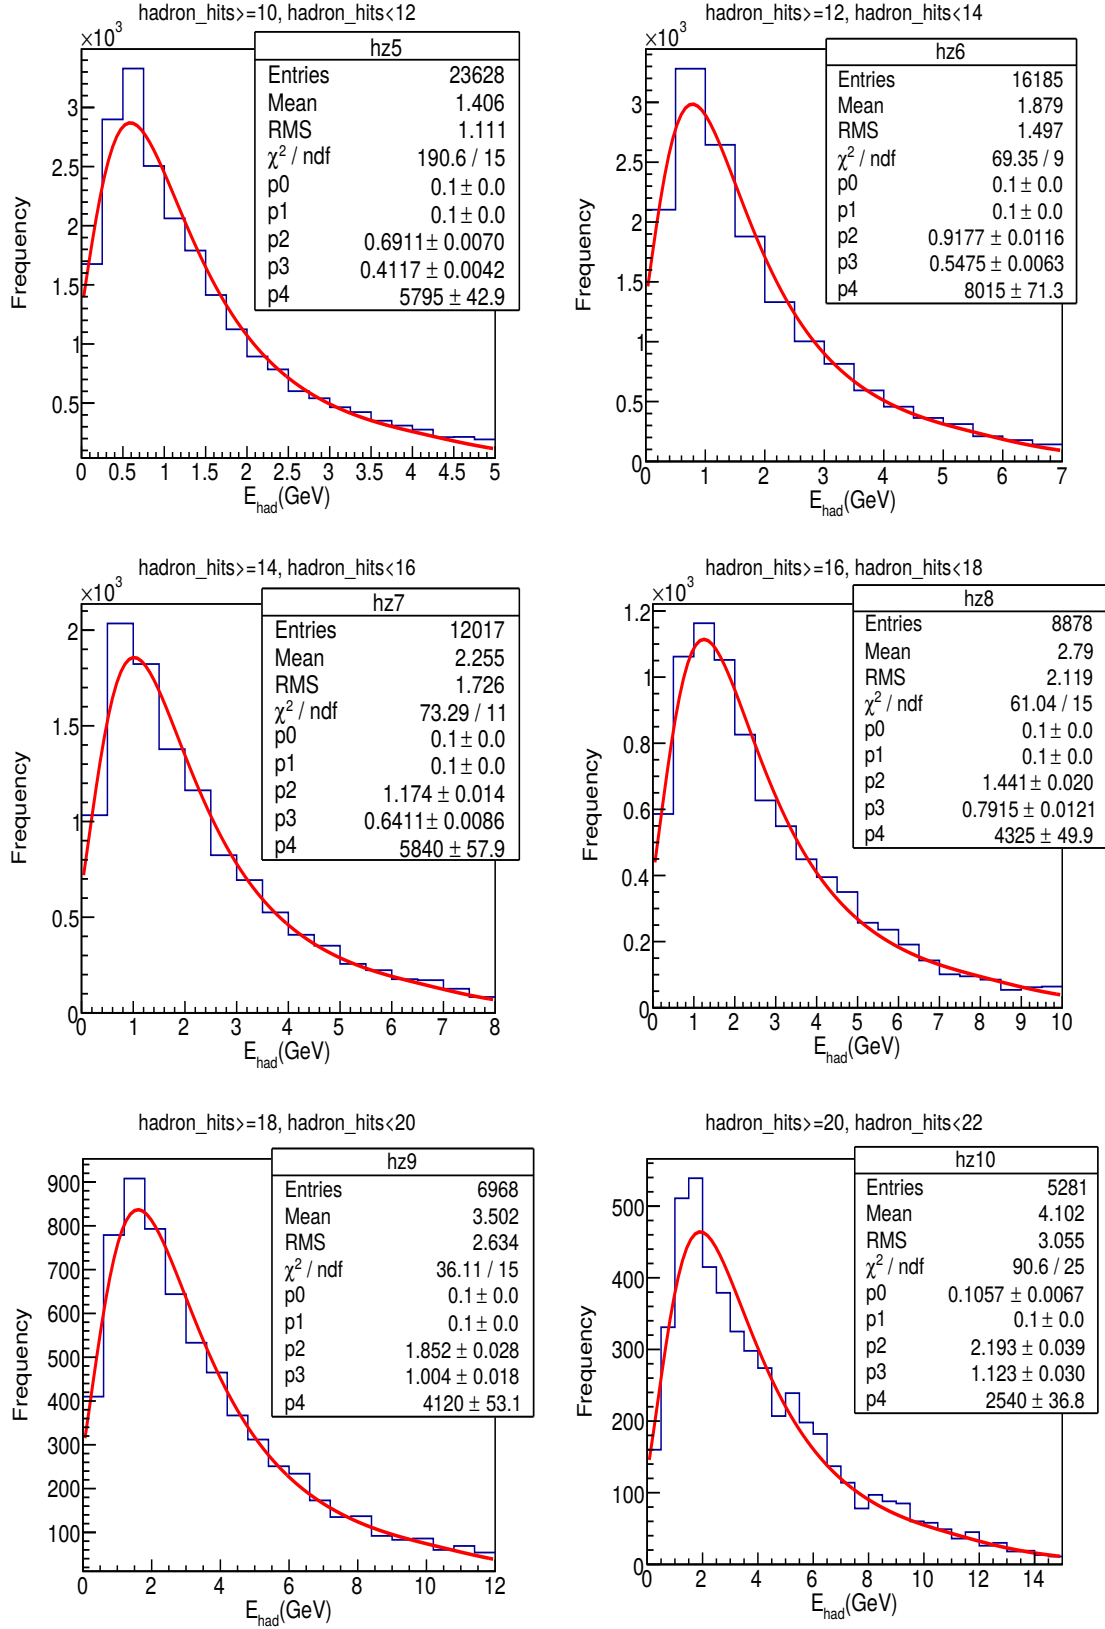 hadron_hits>=10, hadron_hits<12
×10³
hz5
Entries 23628
Mean 1.406
RMS 1.111
χ² / ndf 190.6 / 15
p0 0.1 ± 0.0
p1 0.1 ± 0.0
p2 0.6911 ± 0.0070
p3 0.4117 ± 0.0042
p4 5795 ± 42.9
Frequency
3
2.5
2
1.5
1
0.5
0 0.5 1 1.5 2 2.5 3 3.5 4 4.5 5
E_had(GeV)
hadron_hits>=12, hadron_hits<14
×10³
hz6
Entries 16185
Mean 1.879
RMS 1.497
χ² / ndf 69.35 / 9
p0 0.1 ± 0.0
p1 0.1 ± 0.0
p2 0.9177 ± 0.0116
p3 0.5475 ± 0.0063
p4 8015 ± 71.3
Frequency
3
2.5
2
1.5
1
0.5
0
0 1 2 3 4 5 6 7
E_had(GeV)
hadron_hits>=14, hadron_hits<16
×10³
hz7
Entries 12017
Mean 2.255
RMS 1.726
χ² / ndf 73.29 / 11
p0 0.1 ± 0.0
p1 0.1 ± 0.0
p2 1.174 ± 0.014
p3 0.6411 ± 0.0086
p4 5840 ± 57.9
Frequency
2
1.5
1
0.5
0
0 1 2 3 4 5 6 7 8
E_had(GeV)
hadron_hits>=16, hadron_hits<18
×10³
hz8
Entries 8878
Mean 2.79
RMS 2.119
χ² / ndf 61.04 / 15
p0 0.1 ± 0.0
p1 0.1 ± 0.0
p2 1.441 ± 0.020
p3 0.7915 ± 0.0121
p4 4325 ± 49.9
Frequency
1.2
1
0.8
0.6
0.4
0.2
0
0 1 2 3 4 5 6 7 8 9 10
E_had(GeV)
hadron_hits>=18, hadron_hits<20
hz9
Entries 6968
Mean 3.502
RMS 2.634
χ² / ndf 36.11 / 15
p0 0.1 ± 0.0
p1 0.1 ± 0.0
p2 1.852 ± 0.028
p3 1.004 ± 0.018
p4 4120 ± 53.1
Frequency
900
800
700
600
500
400
300
200
100
0 2 4 6 8 10 12
E_had(GeV)
hadron_hits>=20, hadron_hits<22
hz10
Entries 5281
Mean 4.102
RMS 3.055
χ² / ndf 90.6 / 25
p0 0.1057 ± 0.0067
p1 0.1 ± 0.0
p2 2.193 ± 0.039
p3 1.123 ± 0.030
p4 2540 ± 36.8
Frequency
500
400
300
200
100
0
0 2 4 6 8 10 12 14
E_had(GeV)